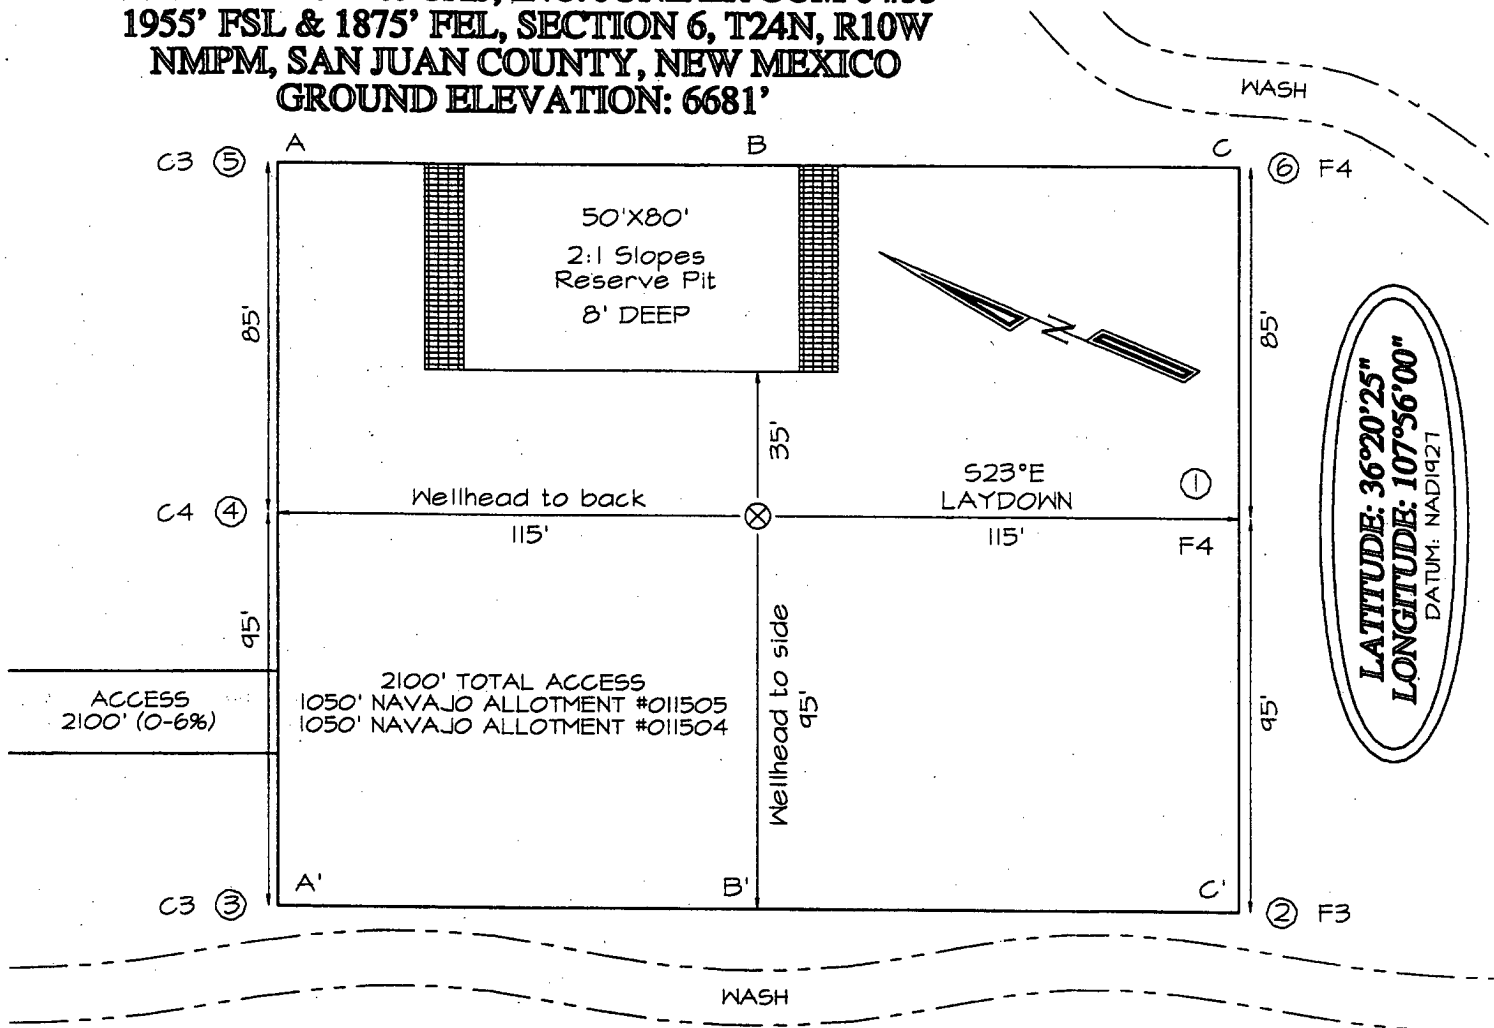 1955' FSL & 1875' FEL, SECTION 6, T24N, R10W
NMPM, SAN JUAN COUNTY, NEW MEXICO
GROUND ELEVATION: 6681'
WASH
A
B
C
C3 5
6 F4
50'X80'
2:1 Slopes
Reserve Pit
8' DEEP
N
85'
85'
35'
S23°E
LAYDOWN
1
C4 4
Wellhead to back
115'
115'
F4
LATITUDE: 36°20'25"
LONGITUDE: 107°56'00"
DATUM: NAD1927
95'
Wellhead to side
95'
95'
ACCESS
2100' (0-6%)
2100' TOTAL ACCESS
1050' NAVAJO ALLOTMENT #011505
1050' NAVAJO ALLOTMENT #011504
A'
B'
C'
C3 3
2 F3
WASH